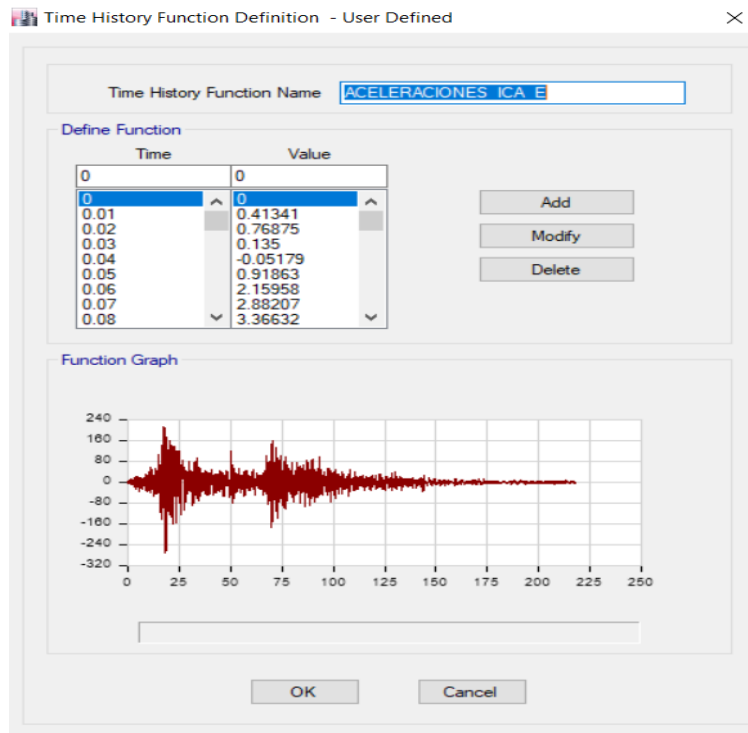 Time History Function Definition - User Defined
Time History Function Name ACELERACIONES ICA E
Define Function
Time Value
0 0
0 0
0.01 0.41341
0.02 0.76875
0.03 0.135
0.04 -0.05179
0.05 0.91863
0.06 2.15958
0.07 2.88207
0.08 3.36632
Add
Modify
Delete
Function Graph
240
160
80
0
-80
-160
-240
-320
0 25 50 75 100 125 150 175 200 225 250
OK Cancel